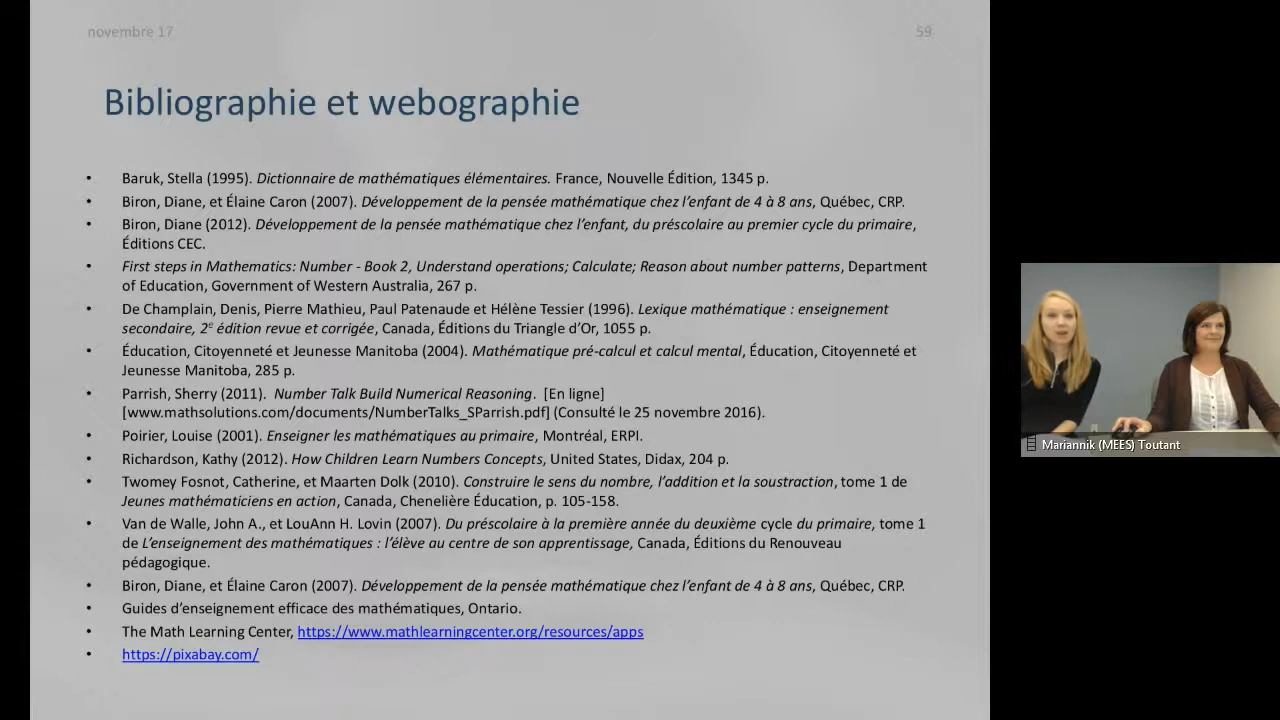 novembre 17
59
Bibliographie et webographie
• Baruk, Stella (1995). Dictionnaire de mathématiques élémentaires. France, Nouvelle Édition, 1345 p.
• Biron, Diane, et Élaine Caron (2007). Développement de la pensée mathématique chez l’enfant de 4 à 8 ans, Québec, CRP.
• Biron, Diane (2012). Développement de la pensée mathématique chez l’enfant, du préscolaire au premier cycle du primaire,
Éditions CEC.
• First steps in Mathematics: Number - Book 2, Understand operations; Calculate; Reason about number patterns, Department
of Education, Government of Western Australia, 267 p.
• De Champlain, Denis, Pierre Mathieu, Paul Patenaude et Hélène Tessier (1996). Lexique mathématique : enseignement
secondaire, 2e édition revue et corrigée, Canada, Éditions du Triangle d’Or, 1055 p.
• Éducation, Citoyenneté et Jeunesse Manitoba (2004). Mathématique pré-calcul et calcul mental, Éducation, Citoyenneté et
Jeunesse Manitoba, 285 p.
• Parrish, Sherry (2011). Number Talk Build Numerical Reasoning. [En ligne]
[www.mathsolutions.com/documents/NumberTalks_SParrish.pdf] (Consulté le 25 novembre 2016).
• Poirier, Louise (2001). Enseigner les mathématiques au primaire, Montréal, ERPI.
• Richardson, Kathy (2012). How Children Learn Numbers Concepts, United States, Didax, 204 p.
• Twomey Fosnot, Catherine, et Maarten Dolk (2010). Construire le sens du nombre, l’addition et la soustraction, tome 1 de
Jeunes mathématiciens en action, Canada, Chenelière Éducation, p. 105-158.
• Van de Walle, John A., et LouAnn H. Lovin (2007). Du préscolaire à la première année du deuxième cycle du primaire, tome 1
de L’enseignement des mathématiques : l’élève au centre de son apprentissage, Canada, Éditions du Renouveau
pédagogique.
• Biron, Diane, et Élaine Caron (2007). Développement de la pensée mathématique chez l’enfant de 4 à 8 ans, Québec, CRP.
• Guides d’enseignement efficace des mathématiques, Ontario.
• The Math Learning Center, https://www.mathlearningcenter.org/resources/apps
• https://pixabay.com/
Mariannik (MEES) Toutant